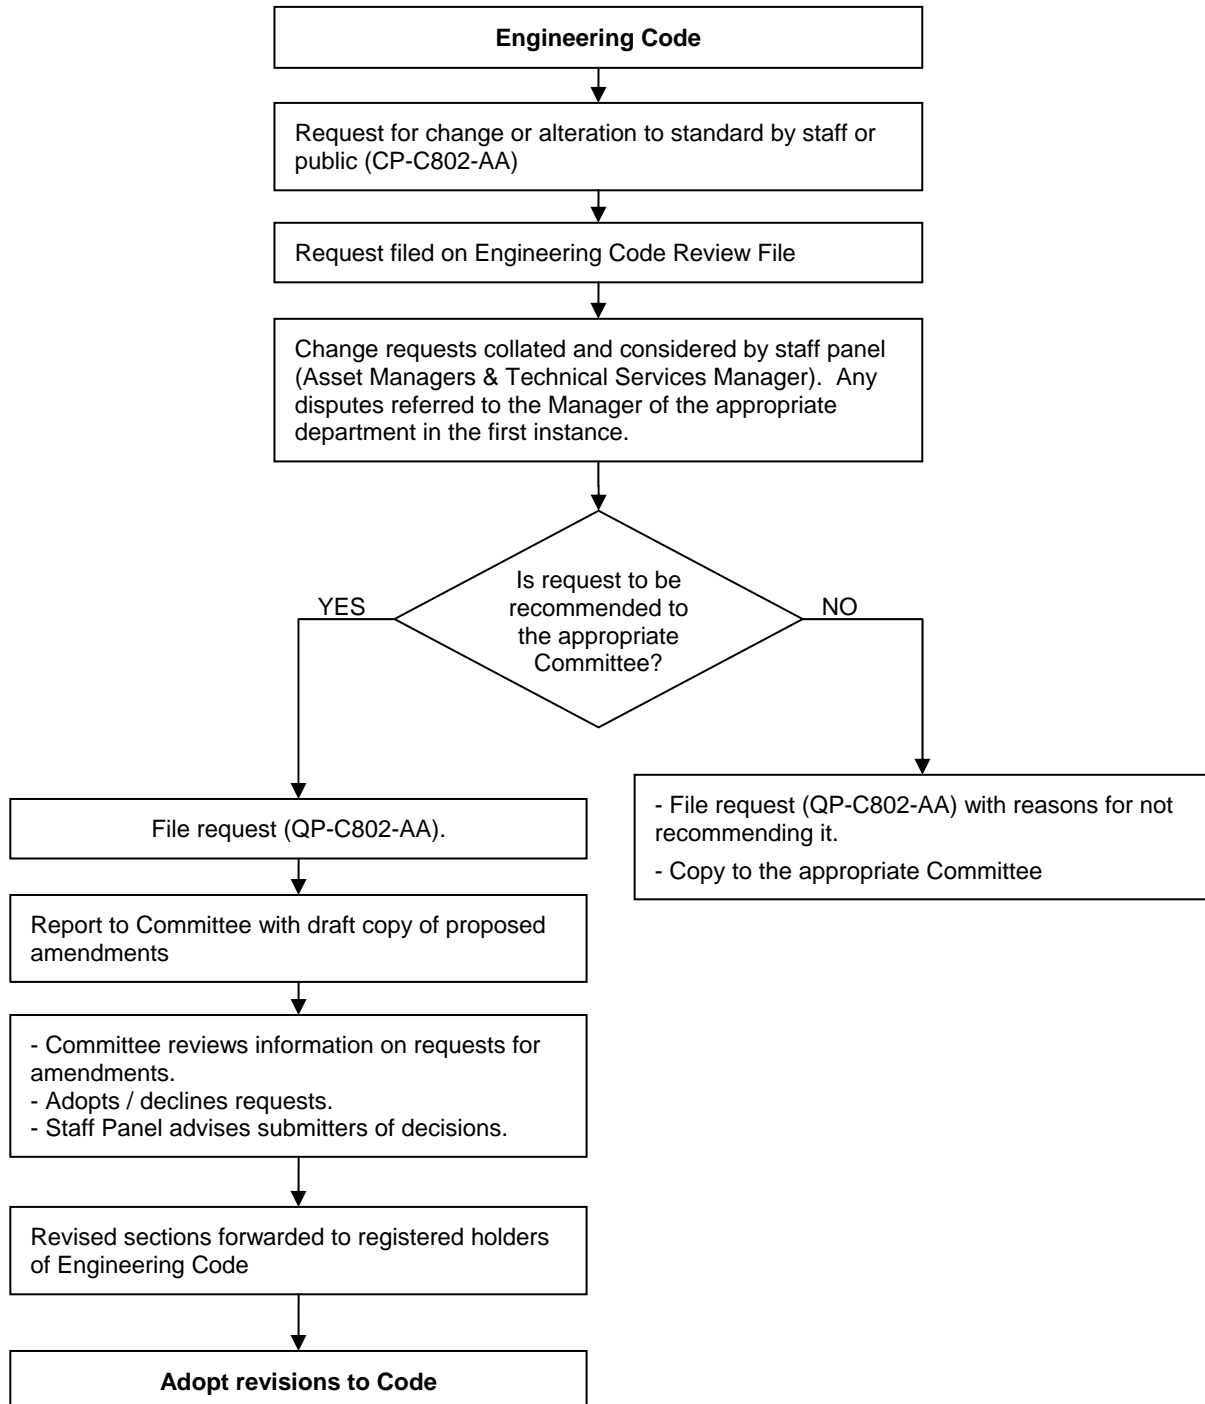 Engineering Code
Request for change or alteration to standard by staff or
public (CP-C802-AA)
Request filed on Engineering Code Review File
Change requests collated and considered by staff panel
(Asset Managers & Technical Services Manager).  Any
disputes referred to the Manager of the appropriate
department in the first instance.
Is request to be
recommended to
the appropriate
Committee?
YES
NO
File request (QP-C802-AA).
- File request (QP-C802-AA) with reasons for not
recommending it.
- Copy to the appropriate Committee
Report to Committee with draft copy of proposed
amendments
- Committee reviews information on requests for
amendments.
- Adopts / declines requests.
- Staff Panel advises submitters of decisions.
Revised sections forwarded to registered holders
of Engineering Code
Adopt revisions to Code